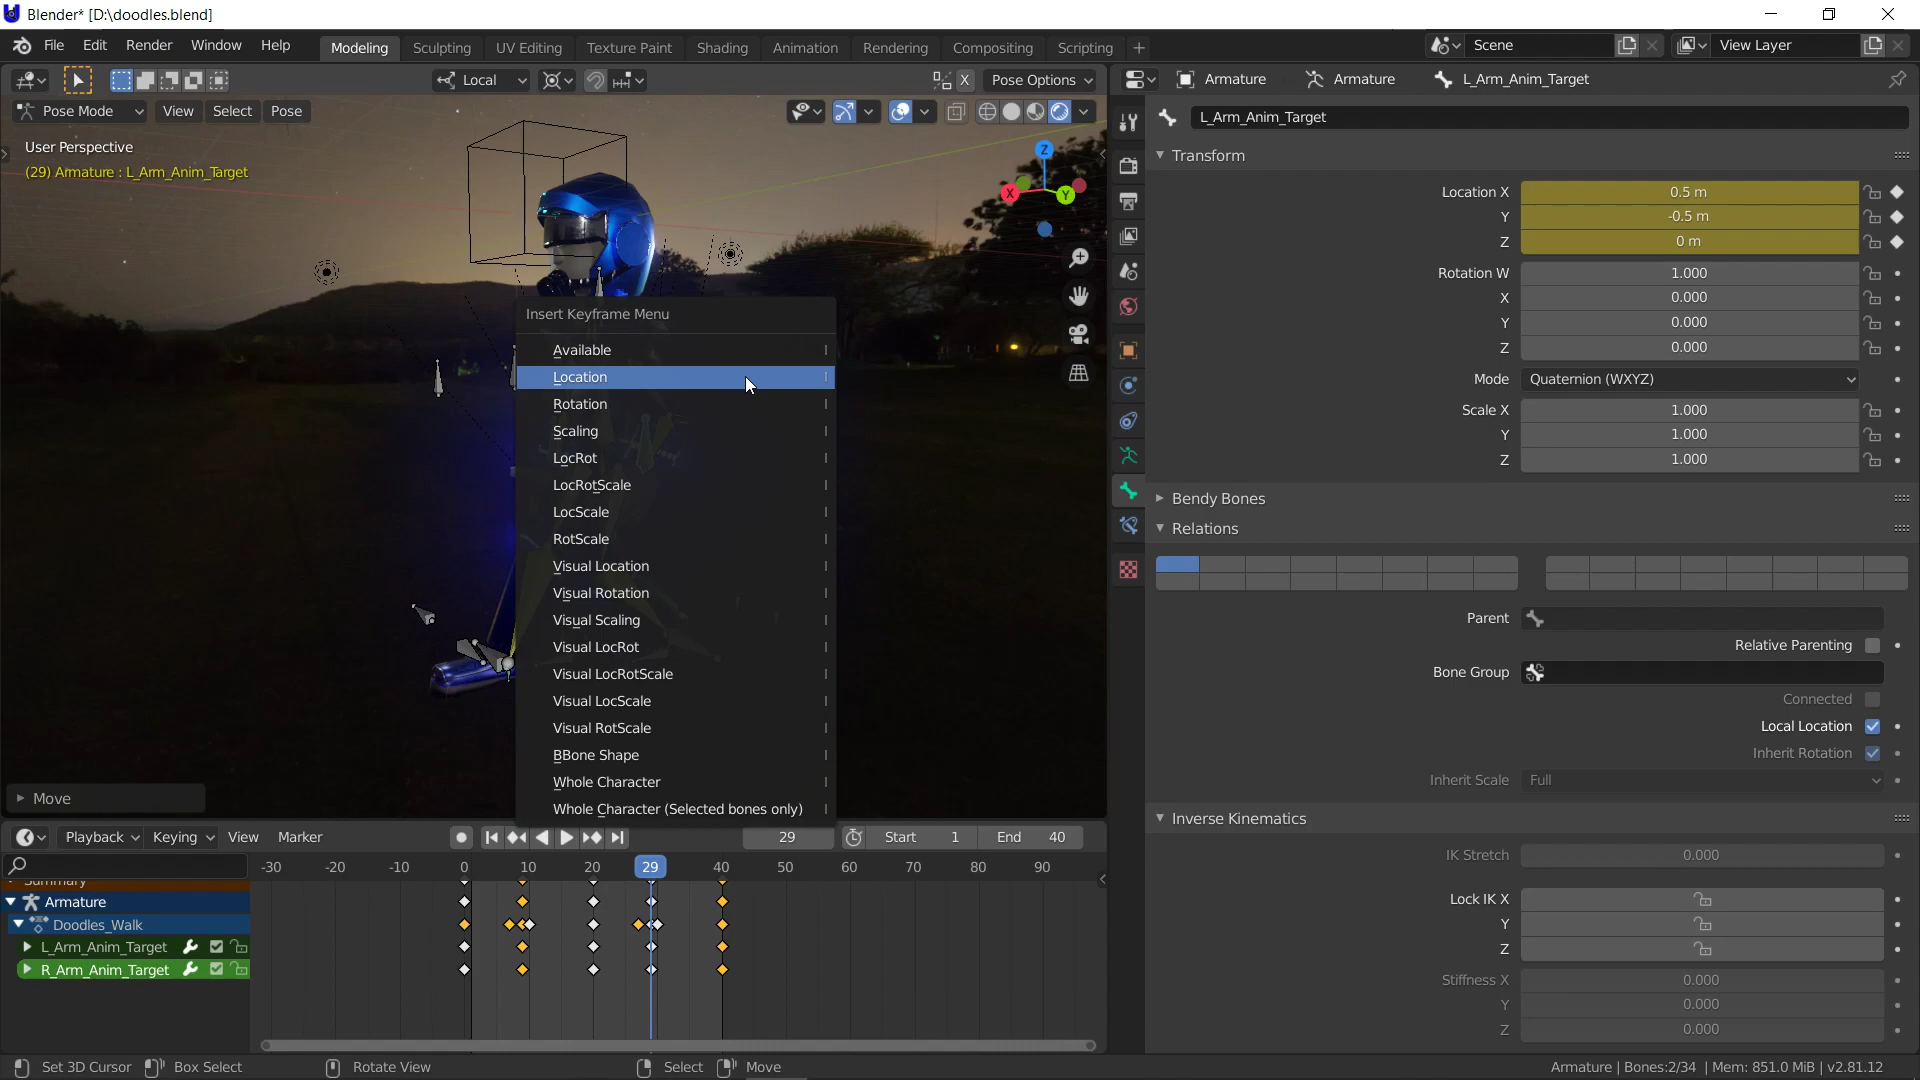 Blender* [D:\doodles.blend]
File Edit Render Window Help
Modeling Sculpting UV Editing Texture Paint Shading Animation Rendering Compositing Scripting +
Scene
View Layer
Local
X Pose Options
Armature Armature L_Arm_Anim_Target
Pose Mode View Select Pose
L_Arm_Anim_Target
User Perspective
(29) Armature : L_Arm_Anim_Target
Z
X
Y
Transform
Location X 0.5 m
Y -0.5 m
Z 0 m
Rotation W 1.000
X 0.000
Y 0.000
Z 0.000
Mode Quaternion (WXYZ)
Scale X 1.000
Y 1.000
Z 1.000
Bendy Bones
Relations
Parent
Relative Parenting
Bone Group
Connected
Local Location
Inherit Rotation
Inherit Scale Full
Inverse Kinematics
IK Stretch 0.000
Lock IK X
Y
Z
Stiffness X 0.000
Y 0.000
Z 0.000
Insert Keyframe Menu
Available I
Location I
Rotation I
Scaling I
LocRot I
LocRotScale I
LocScale I
RotScale I
Visual Location I
Visual Rotation I
Visual Scaling I
Visual LocRot I
Visual LocRotScale I
Visual LocScale I
Visual RotScale I
BBone Shape I
Whole Character I
Whole Character (Selected bones only) I
Move
Playback Keying View Marker
29 Start 1 End 40
-30 -20 -10 0 10 20 29 40 50 60 70 80 90
Summary
Armature
Doodles_Walk
L_Arm_Anim_Target
R_Arm_Anim_Target
Set 3D Cursor Box Select Rotate View Select Move
Armature | Bones:2/34 | Mem: 851.0 MiB | v2.81.12